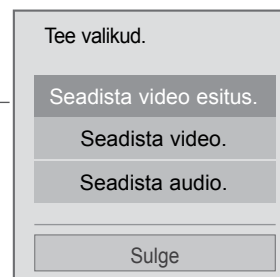 Tee valikud.
Seadista video esitus.
Seadista video.
Seadista audio.
Sulge